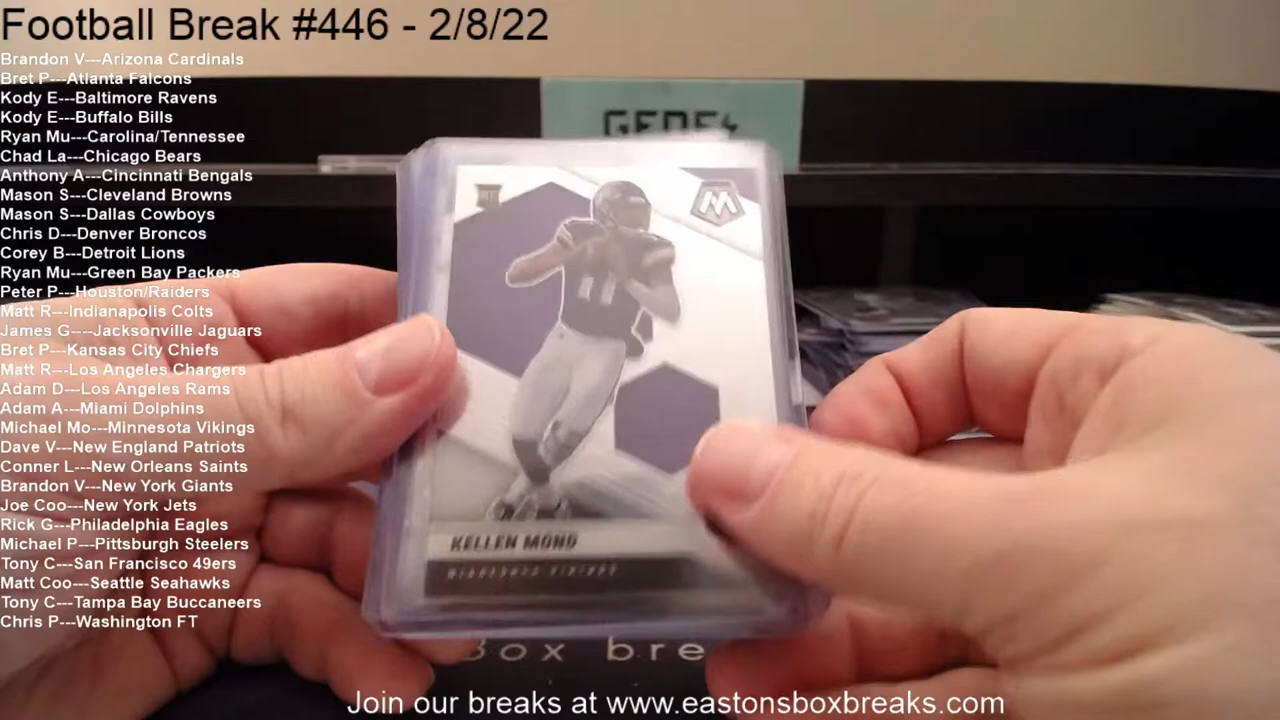 Football Break #446 - 2/8/22
Brandon V---Arizona Cardinals
Bret P---Atlanta Falcons
Kody E---Baltimore Ravens
Kody E---Buffalo Bills
Ryan Mu---Carolina/Tennessee
Chad La---Chicago Bears
Anthony A---Cincinnati Bengals
Mason S---Cleveland Browns
Mason S---Dallas Cowboys
Chris D---Denver Broncos
Corey B---Detroit Lions
Ryan Mu---Green Bay Packers
Peter P---Houston/Raiders
Matt R---Indianapolis Colts
James G----Jacksonville Jaguars
Bret P---Kansas City Chiefs
Matt R---Los Angeles Chargers
Adam D---Los Angeles Rams
Adam A---Miami Dolphins
Michael Mo---Minnesota Vikings
Dave V---New England Patriots
Conner L---New Orleans Saints
Brandon V---New York Giants
Joe Coo---New York Jets
Rick G---Philadelphia Eagles
Michael P---Pittsburgh Steelers
Tony C---San Francisco 49ers
Matt Coo---Seattle Seahawks
Tony C---Tampa Bay Buccaneers
Chris P---Washington FT
M
11
KELLEN MOND
MINNESOTA VIKINGS
Box bre
Join our breaks at www.eastonsboxbreaks.com